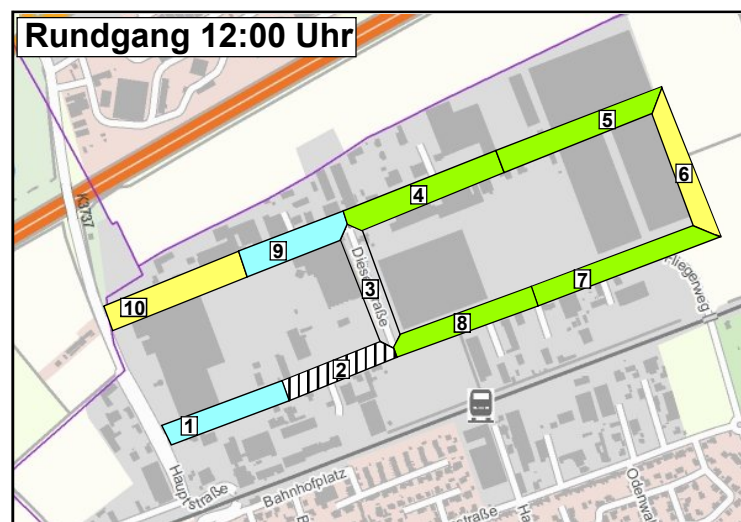 Rundgang 12:00 Uhr
5
4
6
K3737
9
Dieselstraße
3
7
Fliegerweg
10
8
2
1
Hauptstraße
Bahnhofplatz